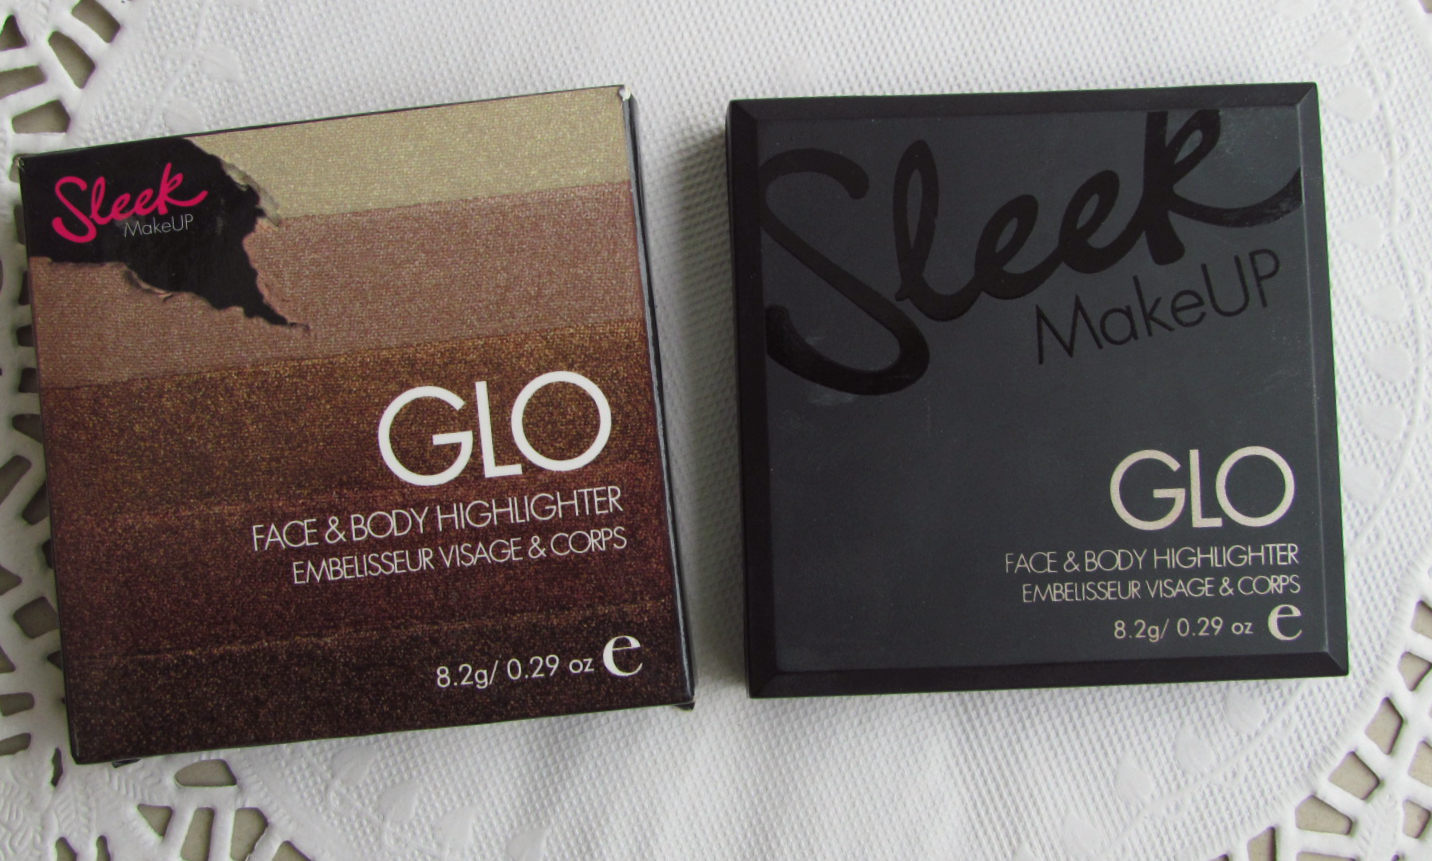 Sleek
MakeUP
GLO
FACE & BODY HIGHLIGHTER
EMBELISSEUR VISAGE & CORPS
8.2g/ 0.29 oz e
Sleek
MakeUP
GLO
FACE & BODY HIGHLIGHTER
EMBELISSEUR VISAGE & CORPS
8.2g/ 0.29 oz e